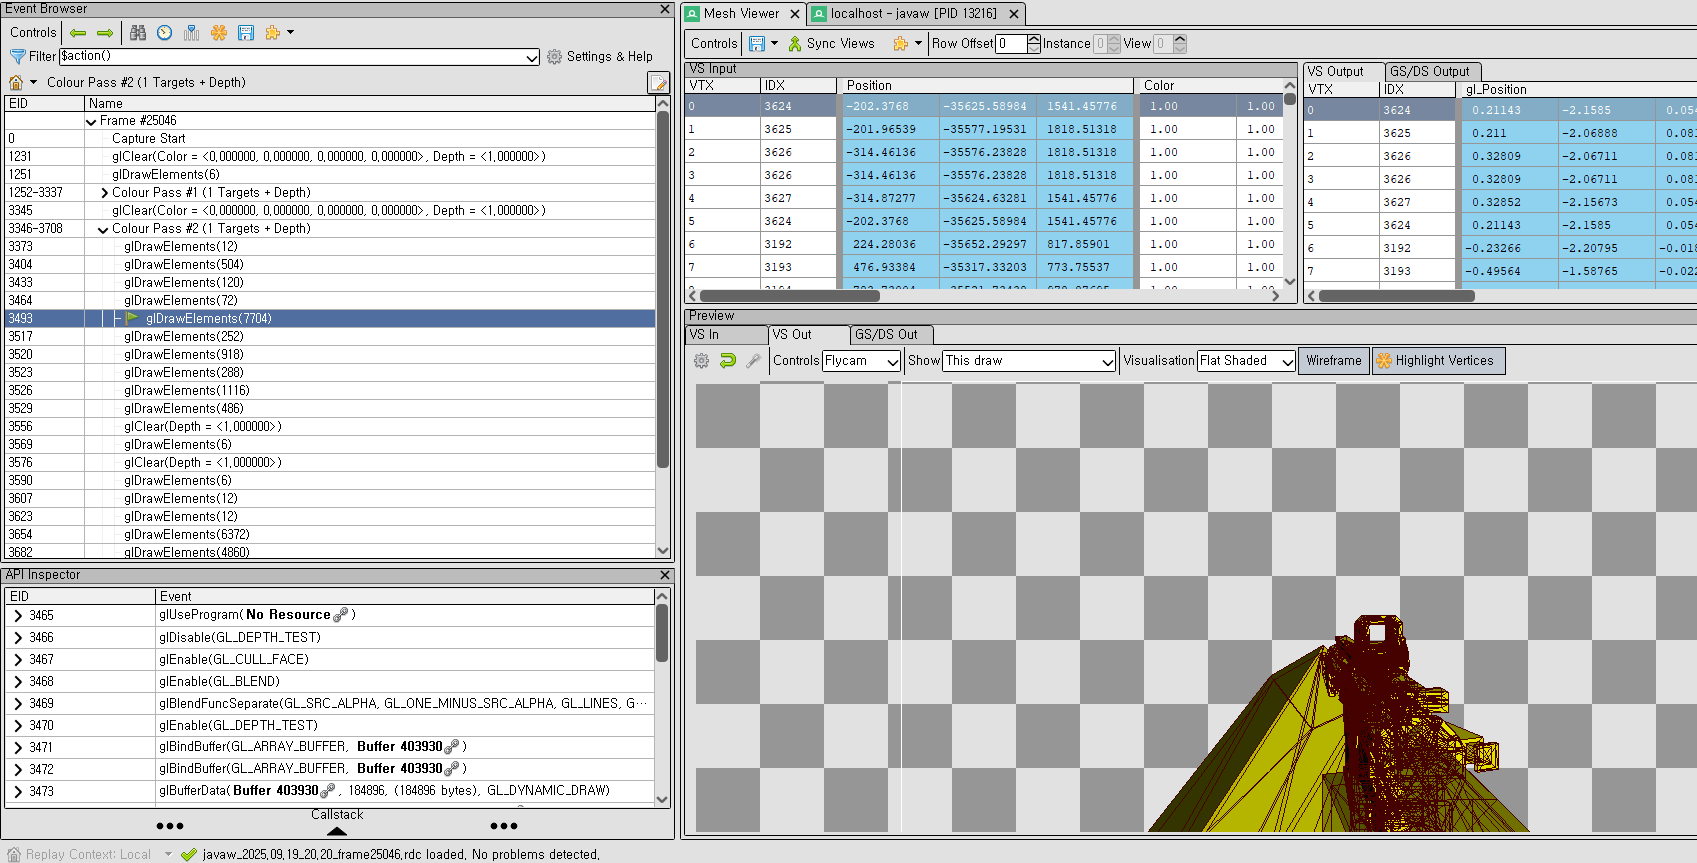 Event Browser
Controls
Filter $action() Settings & Help
Colour Pass #2 (1 Targets + Depth)
EID Name
Frame #25046
0 Capture Start
1231 glClear(Color = <0.000000, 0.000000, 0.000000, 0.000000>, Depth = <1.000000>)
1251 glDrawElements(6)
1252-3337 Colour Pass #1 (1 Targets + Depth)
3345 glClear(Color = <0.000000, 0.000000, 0.000000, 0.000000>, Depth = <1.000000>)
3346-3708 Colour Pass #2 (1 Targets + Depth)
3373 glDrawElements(12)
3404 glDrawElements(504)
3433 glDrawElements(120)
3464 glDrawElements(72)
3493 glDrawElements(7704)
3517 glDrawElements(252)
3520 glDrawElements(918)
3523 glDrawElements(288)
3526 glDrawElements(1116)
3529 glDrawElements(486)
3556 glClear(Depth = <1.000000>)
3569 glDrawElements(6)
3576 glClear(Depth = <1.000000>)
3590 glDrawElements(6)
3607 glDrawElements(12)
3623 glDrawElements(12)
3654 glDrawElements(6372)
3682 glDrawElements(4860)
API Inspector
EID Event
3465 glUseProgram( No Resource )
3466 glDisable(GL_DEPTH_TEST)
3467 glEnable(GL_CULL_FACE)
3468 glEnable(GL_BLEND)
3469 glBlendFuncSeparate(GL_SRC_ALPHA, GL_ONE_MINUS_SRC_ALPHA, GL_LINES, G...
3470 glEnable(GL_DEPTH_TEST)
3471 glBindBuffer(GL_ARRAY_BUFFER, Buffer 403930 )
3472 glBindBuffer(GL_ARRAY_BUFFER, Buffer 403930 )
3473 glBufferData( Buffer 403930 , 184896, (184896 bytes), GL_DYNAMIC_DRAW)
Callstack
Replay Context: Local javaw_2025.09.19_20.20_frame25046.rdc loaded. No problems detected.
Mesh Viewer localhost - javaw [PID 13216]
Controls Sync Views Row Offset 0 Instance 0 View 0
VS Input
VTX IDX Position Color
0 3624 -202.3768 -35625.58984 1541.45776 1.00 1.00
1 3625 -201.96539 -35577.19531 1818.51318 1.00 1.00
2 3626 -314.46136 -35576.23828 1818.51318 1.00 1.00
3 3626 -314.46136 -35576.23828 1818.51318 1.00 1.00
4 3627 -314.87277 -35624.63281 1541.45776 1.00 1.00
5 3624 -202.3768 -35625.58984 1541.45776 1.00 1.00
6 3192 224.28036 -35652.29297 817.85901 1.00 1.00
7 3193 476.93384 -35317.33203 773.75537 1.00 1.00
VS Output GS/DS Output
VTX IDX gl_Position
0 3624 0.21143 -2.1585 0.054
1 3625 0.211 -2.06888 0.081
2 3626 0.32809 -2.06711 0.081
3 3626 0.32809 -2.06711 0.081
4 3627 0.32852 -2.15673 0.054
5 3624 0.21143 -2.1585 0.054
6 3192 -0.23266 -2.20795 -0.018
7 3193 -0.49564 -1.58765 -0.022
Preview
VS In VS Out GS/DS Out
Controls Flycam Show This draw Visualisation Flat Shaded Wireframe Highlight Vertices